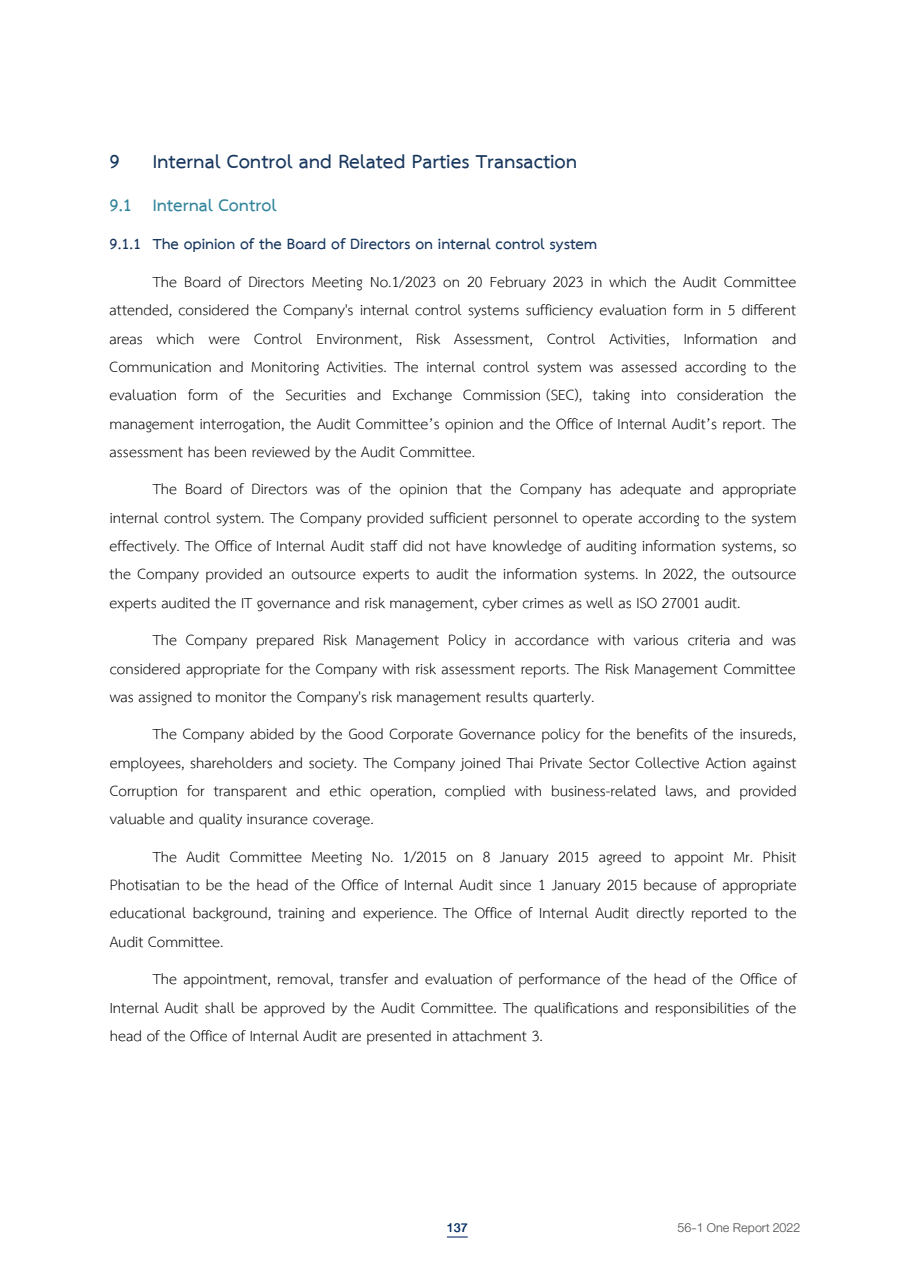 9 Internal Control and Related Parties Transaction
9.1 Internal Control
9.1.1 The opinion of the Board of Directors on internal control system
The Board of Directors Meeting No.1/2023 on 20 February 2023 in which the Audit Committee
attended, considered the Company's internal control systems sufficiency evaluation form in 5 different
areas which were Control Environment, Risk Assessment, Control Activities, Information and
Communication and Monitoring Activities. The internal control system was assessed according to the
evaluation form of the Securities and Exchange Commission (SEC), taking into consideration the
management interrogation, the Audit Committee’s opinion and the Office of Internal Audit’s report. The
assessment has been reviewed by the Audit Committee.
The Board of Directors was of the opinion that the Company has adequate and appropriate
internal control system. The Company provided sufficient personnel to operate according to the system
effectively. The Office of Internal Audit staff did not have knowledge of auditing information systems, so
the Company provided an outsource experts to audit the information systems. In 2022, the outsource
experts audited the IT governance and risk management, cyber crimes as well as ISO 27001 audit.
The Company prepared Risk Management Policy in accordance with various criteria and was
considered appropriate for the Company with risk assessment reports. The Risk Management Committee
was assigned to monitor the Company's risk management results quarterly.
The Company abided by the Good Corporate Governance policy for the benefits of the insureds,
employees, shareholders and society. The Company joined Thai Private Sector Collective Action against
Corruption for transparent and ethic operation, complied with business-related laws, and provided
valuable and quality insurance coverage.
The Audit Committee Meeting No. 1/2015 on 8 January 2015 agreed to appoint Mr. Phisit
Photisatian to be the head of the Office of Internal Audit since 1 January 2015 because of appropriate
educational background, training and experience. The Office of Internal Audit directly reported to the
Audit Committee.
The appointment, removal, transfer and evaluation of performance of the head of the Office of
Internal Audit shall be approved by the Audit Committee. The qualifications and responsibilities of the
head of the Office of Internal Audit are presented in attachment 3.
137
56-1 One Report 2022